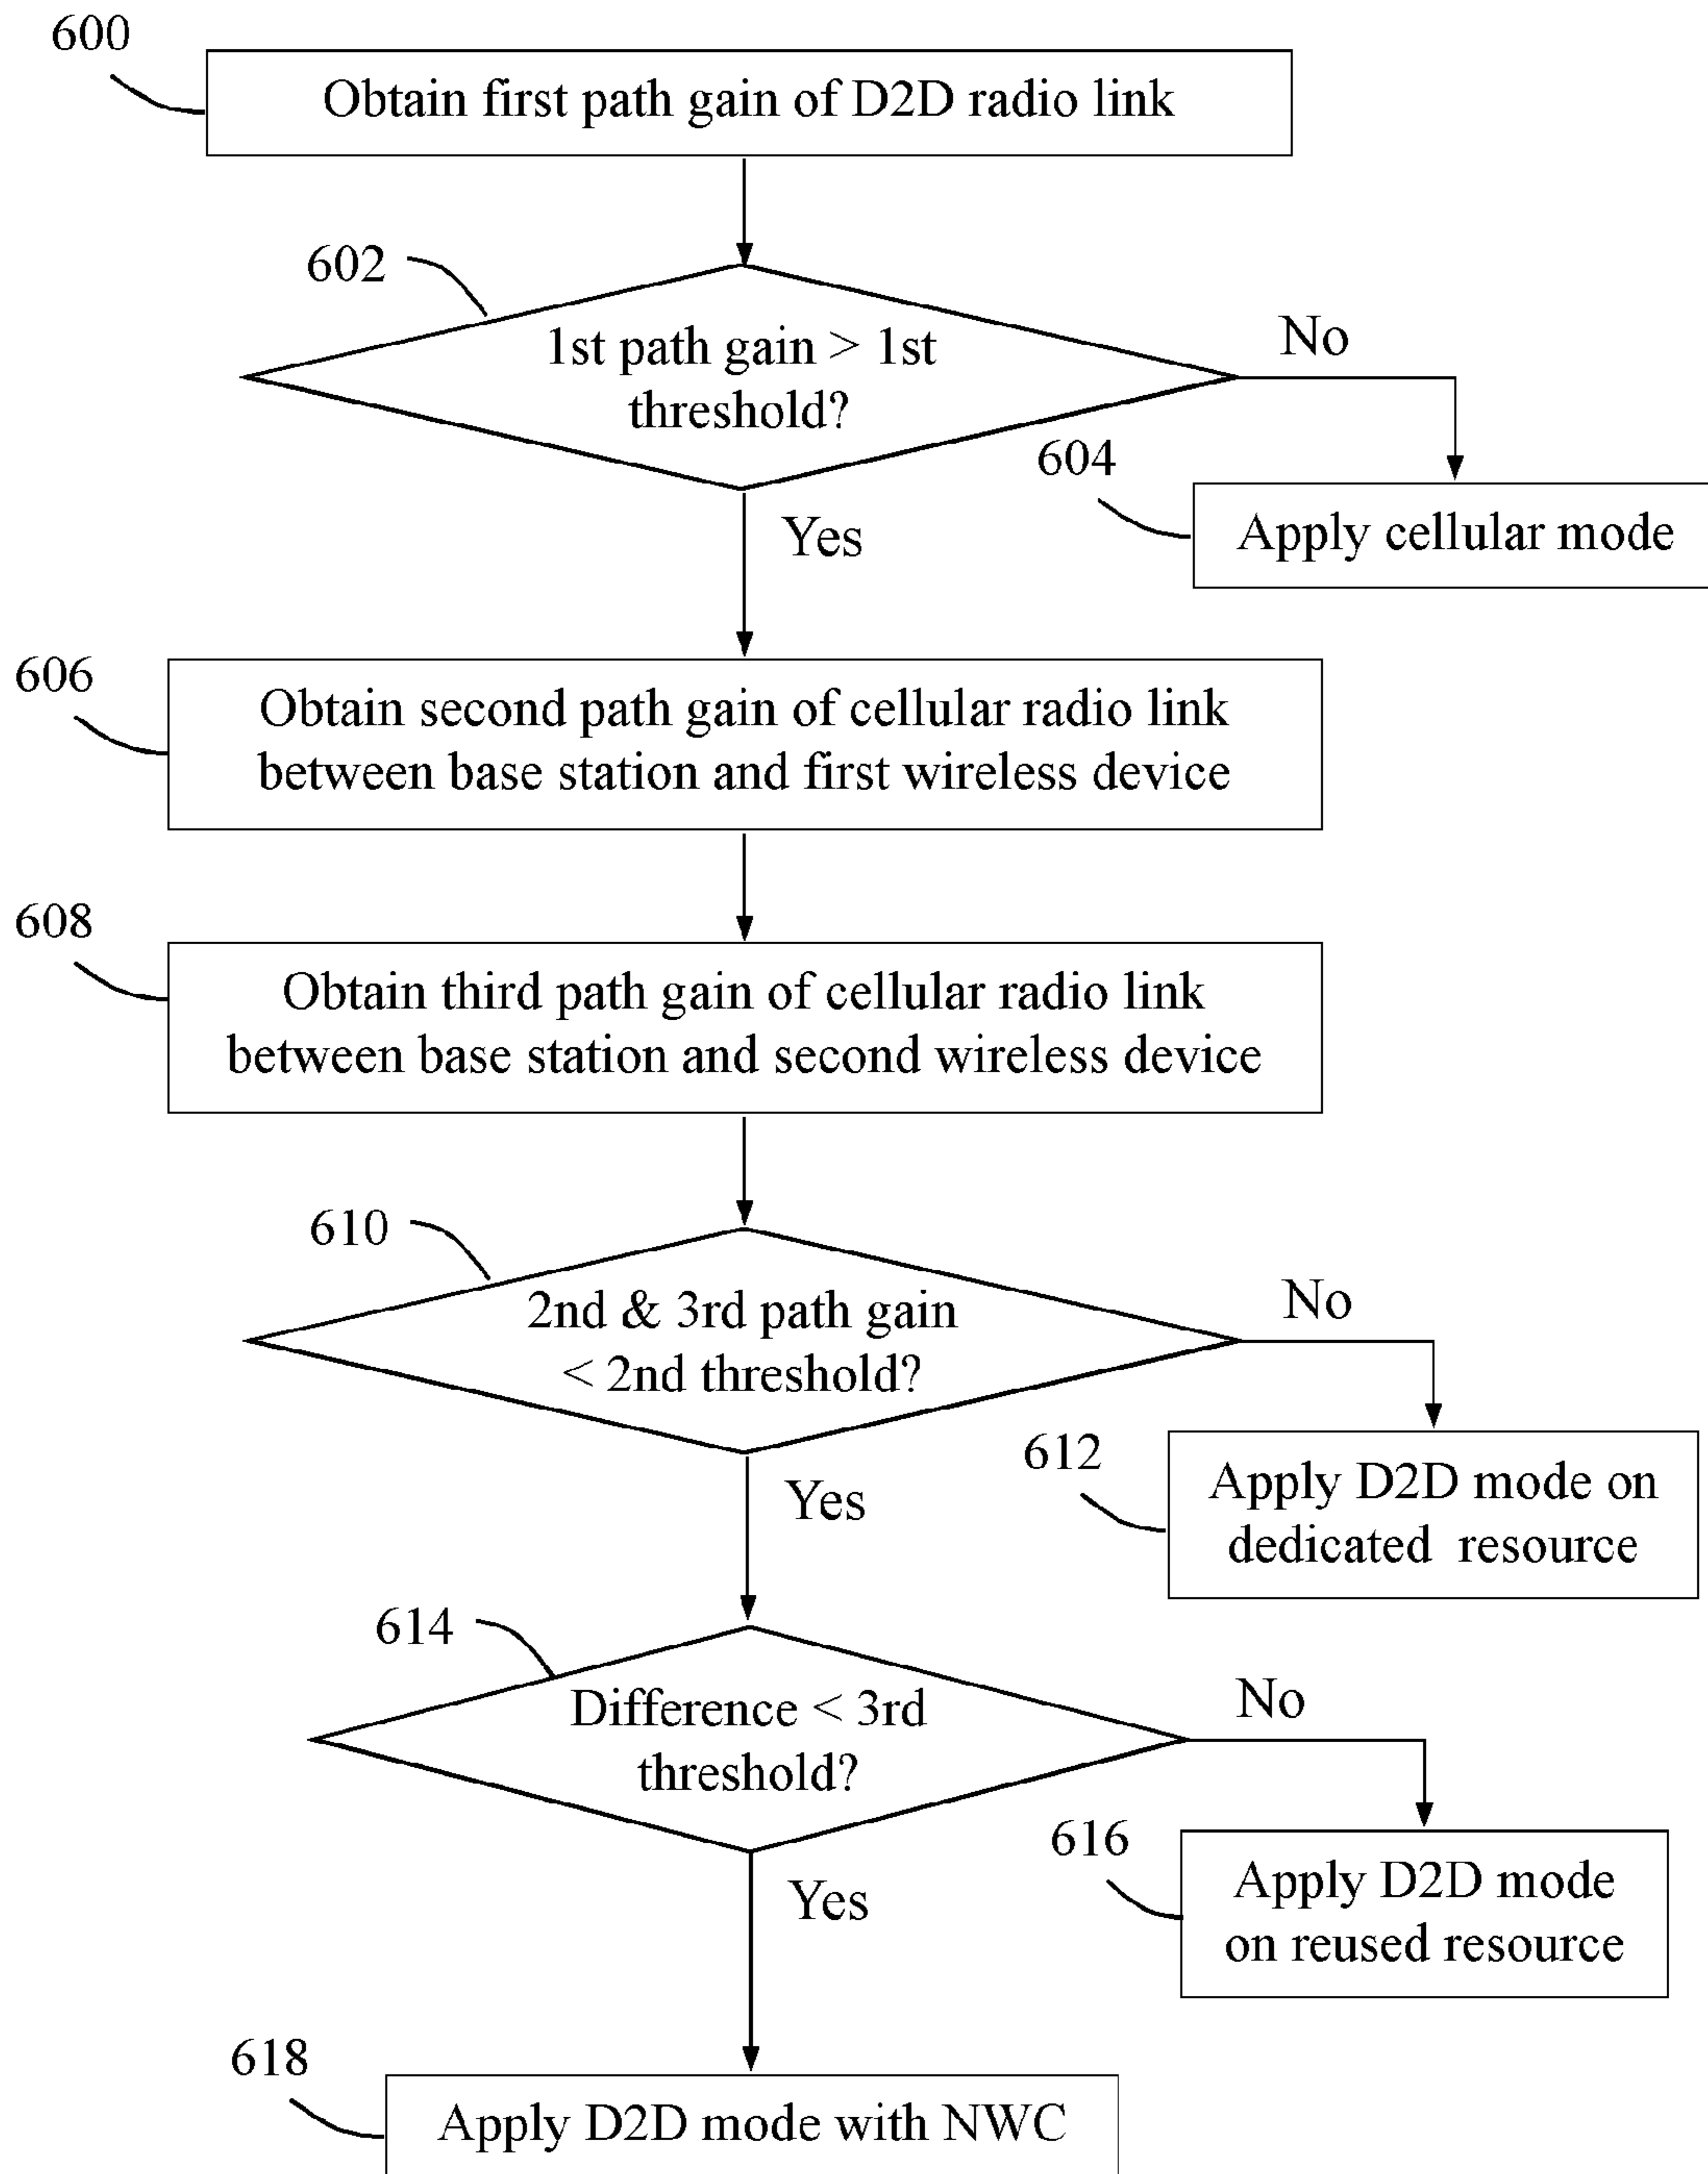 600
Obtain first path gain of D2D radio link
602
1st path gain > 1st
threshold?
No
604
Apply cellular mode
Yes
606
Obtain second path gain of cellular radio link
between base station and first wireless device
608
Obtain third path gain of cellular radio link
between base station and second wireless device
610
2nd & 3rd path gain
< 2nd threshold?
No
612
Apply D2D mode on
dedicated resource
Yes
614
Difference < 3rd
threshold?
No
616
Apply D2D mode
on reused resource
Yes
618
Apply D2D mode with NWC